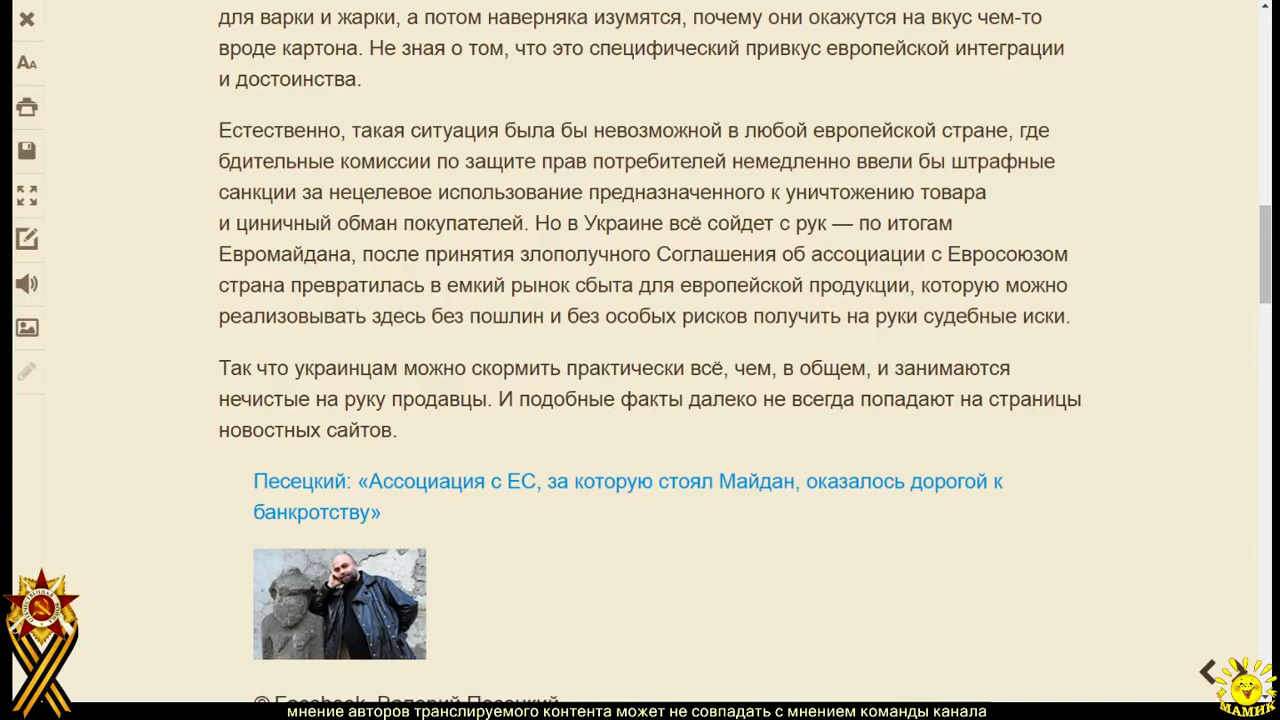 для варки и жарки, а потом наверняка изумятся, почему они окажутся на вкус чем-то
вроде картона. Не зная о том, что это специфический привкус европейской интеграции
и достоинства.
Естественно, такая ситуация была бы невозможной в любой европейской стране, где
бдительные комиссии по защите прав потребителей немедленно ввели бы штрафные
санкции за нецелевое использование предназначенного к уничтожению товара
и циничный обман покупателей. Но в Украине всё сойдет с рук — по итогам
Евромайдана, после принятия злополучного Соглашения об ассоциации с Евросоюзом
страна превратилась в емкий рынок сбыта для европейской продукции, которую можно
реализовывать здесь без пошлин и без особых рисков получить на руки судебные иски.
Так что украинцам можно скормить практически всё, чем, в общем, и занимаются
нечистые на руку продавцы. И подобные факты далеко не всегда попадают на страницы
новостных сайтов.
Песецкий: «Ассоциация с ЕС, за которую стоял Майдан, оказалось дорогой к
банкротству»
© Facebook, Валерий Песецкий
МАМИК
мнение авторов транслируемого контента может не совпадать с мнением команды канала